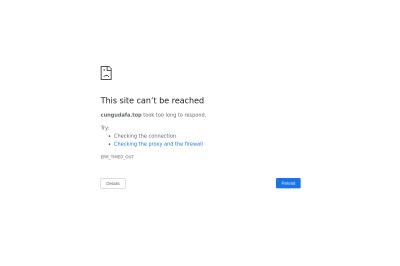 This site can't be reached
cungudafa.top took too long to respond.
Try:
Checking the connection
Checking the proxy and the firewall
ERR_TIMED_OUT
Details
Reload